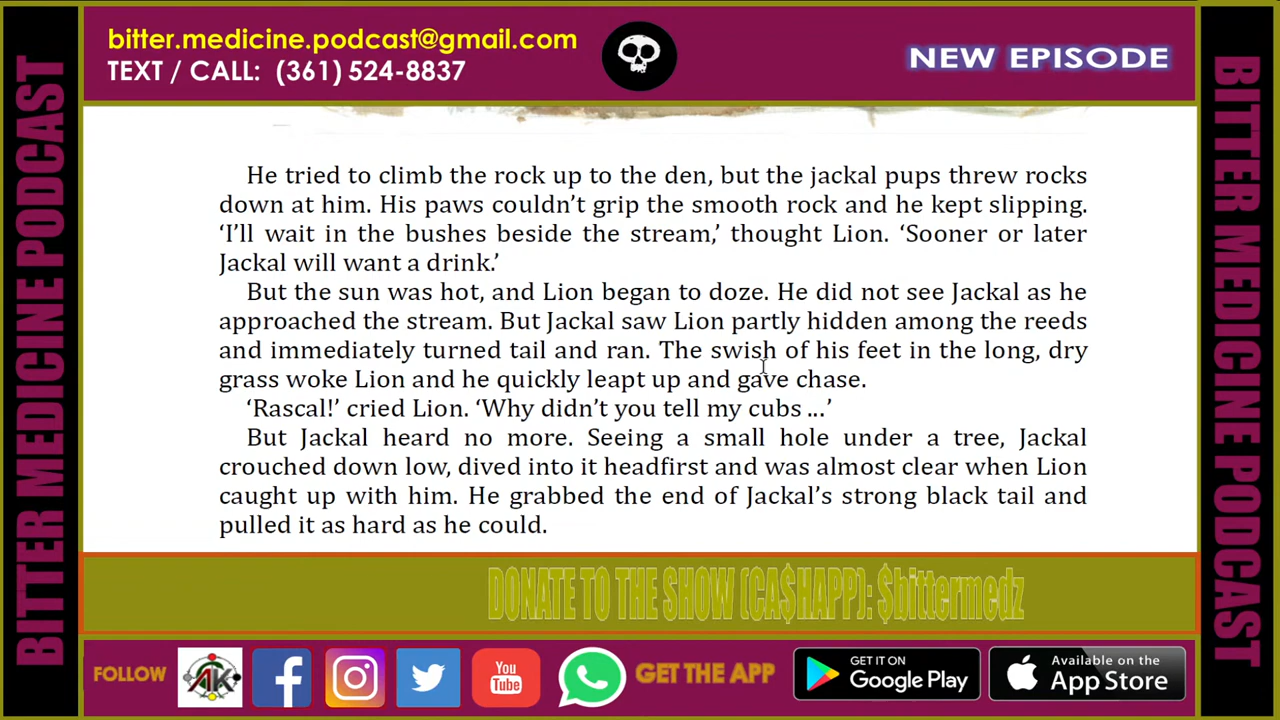 bitter.medicine.podcast@gmail.com
TEXT / CALL: (361) 524-8837
NEW EPISODE
BITTER MEDICINE PODCAST
BITTER MEDICINE PODCAST
He tried to climb the rock up to the den, but the jackal pups threw rocks
down at him. His paws couldn’t grip the smooth rock and he kept slipping.
‘I’ll wait in the bushes beside the stream,’ thought Lion. ‘Sooner or later
Jackal will want a drink.’
But the sun was hot, and Lion began to doze. He did not see Jackal as he
approached the stream. But Jackal saw Lion partly hidden among the reeds
and immediately turned tail and ran. The swish of his feet in the long, dry
grass woke Lion and he quickly leapt up and gave chase.
‘Rascal!’ cried Lion. ‘Why didn’t you tell my cubs ...’
But Jackal heard no more. Seeing a small hole under a tree, Jackal
crouched down low, dived into it headfirst and was almost clear when Lion
caught up with him. He grabbed the end of Jackal’s strong black tail and
pulled it as hard as he could.
DONATE TO THE SHOW (CA$HAPP): $bittermedz
FOLLOW
ATK
You
Tube
GET THE APP
GET IT ON
Google Play
Available on the
App Store